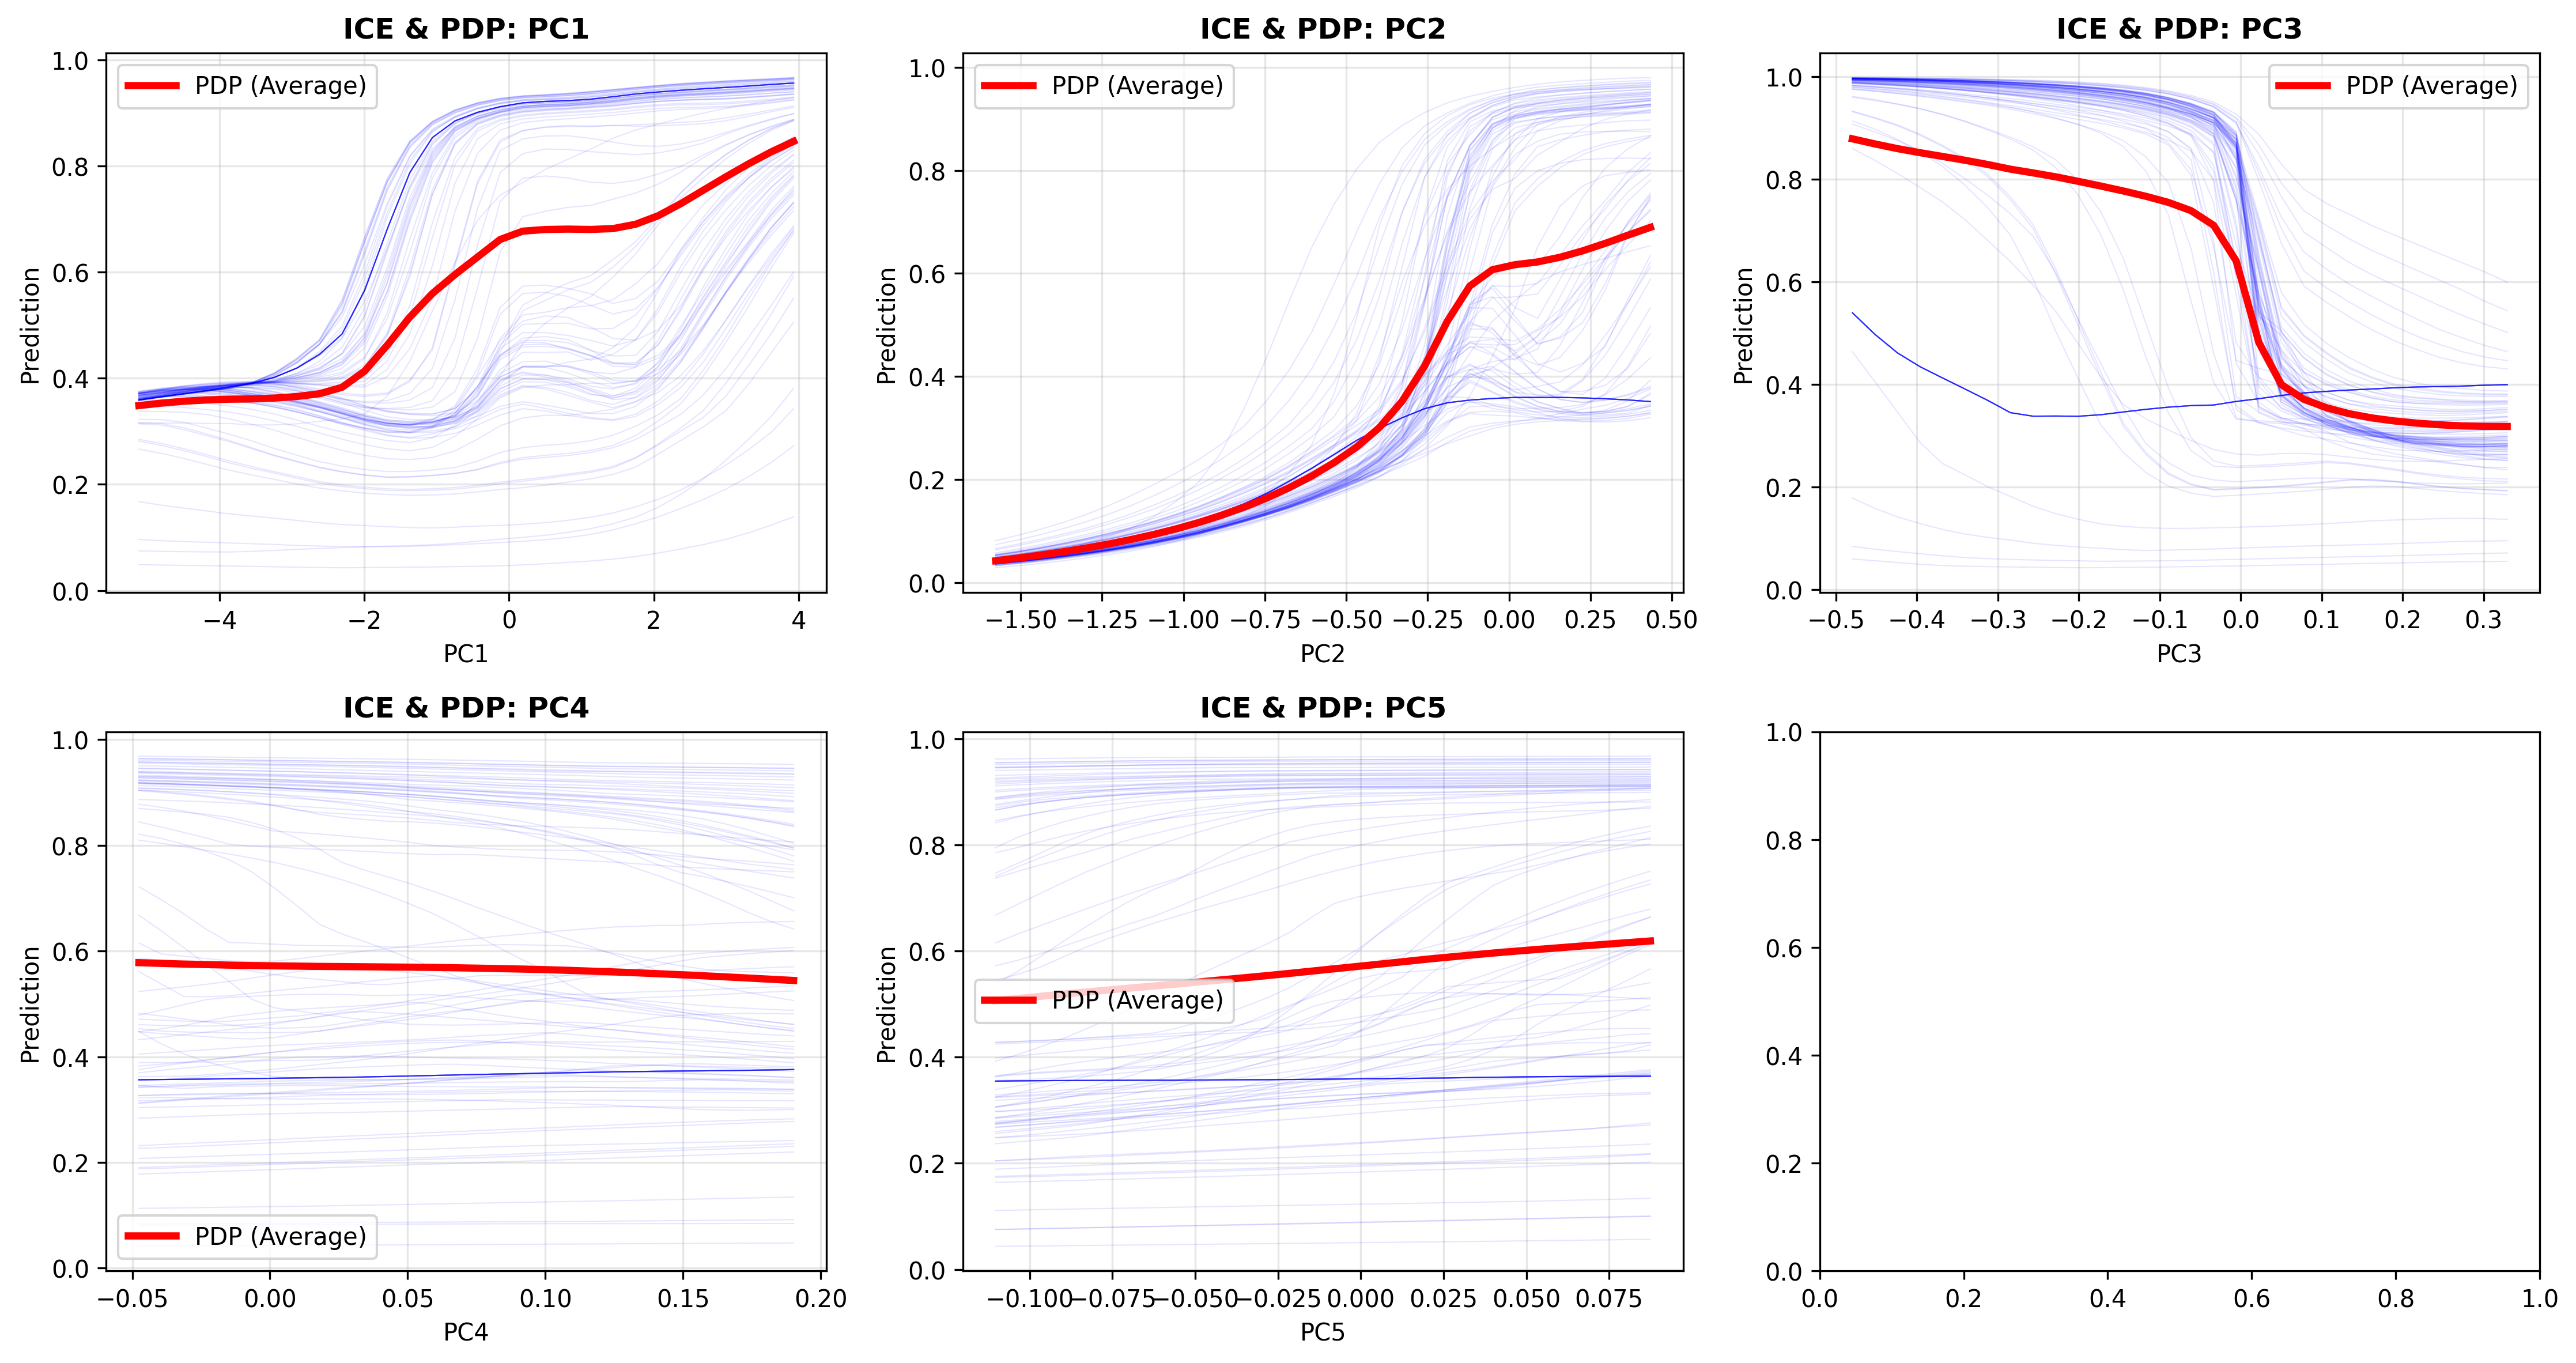 ICE & PDP: PC1
PDP (Average)
Prediction
1.0
0.8
0.6
0.4
0.2
0.0
−4 −2 0 2 4
PC1
ICE & PDP: PC2
PDP (Average)
Prediction
1.0
0.8
0.6
0.4
0.2
0.0
−1.50 −1.25 −1.00 −0.75 −0.50 −0.25 0.00 0.25 0.50
PC2
ICE & PDP: PC3
PDP (Average)
Prediction
1.0
0.8
0.6
0.4
0.2
0.0
−0.5 −0.4 −0.3 −0.2 −0.1 0.0 0.1 0.2 0.3
PC3
ICE & PDP: PC4
Prediction
1.0
0.8
0.6
0.4
0.2
0.0
PDP (Average)
−0.05 0.00 0.05 0.10 0.15 0.20
PC4
ICE & PDP: PC5
Prediction
1.0
0.8
0.6
0.4
0.2
0.0
PDP (Average)
−0.100 −0.075 −0.050 −0.025 0.000 0.025 0.050 0.075
PC5
1.0
0.8
0.6
0.4
0.2
0.0
0.0 0.2 0.4 0.6 0.8 1.0